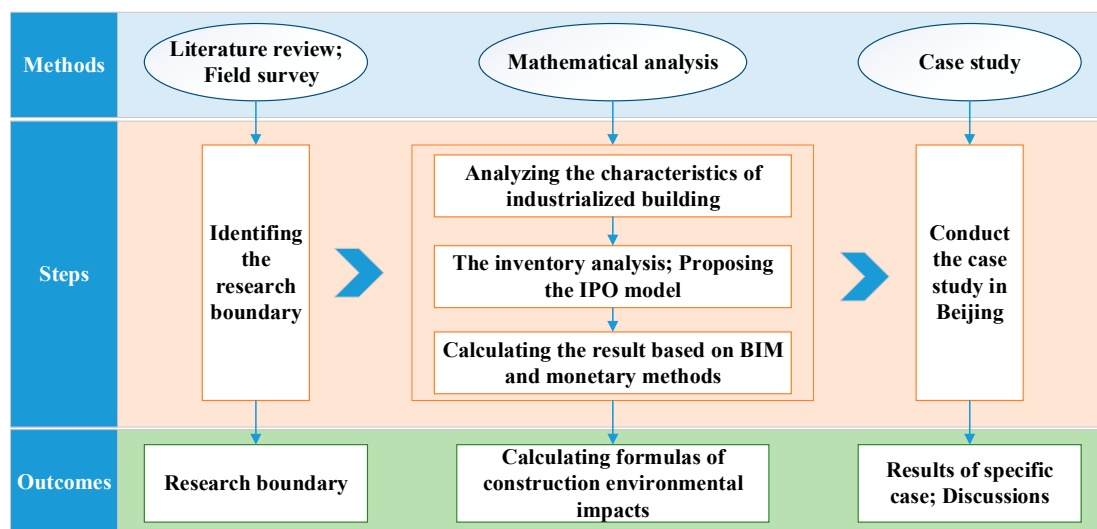 Methods
Literature review;
Field survey
Mathematical analysis
Case study
Steps
Identifing
the
research
boundary
Analyzing the characteristics of
industrialized building
The inventory analysis; Proposing
the IPO model
Calculating the result based on BIM
and monetary methods
Conduct
the case
study in
Beijing
Outcomes
Research boundary
Calculating formulas of
construction environmental
impacts
Results of specific
case; Discussions